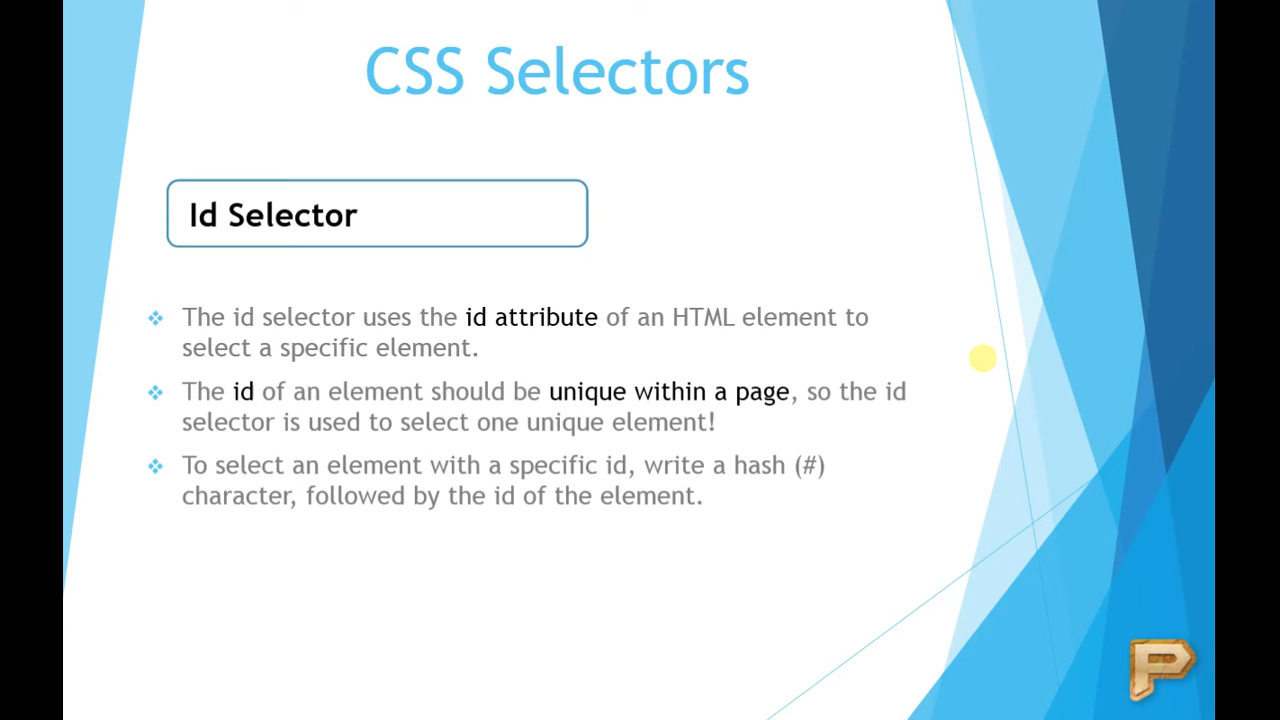 CSS Selectors
Id Selector
The id selector uses the id attribute of an HTML element to
select a specific element.
The id of an element should be unique within a page, so the id
selector is used to select one unique element!
To select an element with a specific id, write a hash (#)
character, followed by the id of the element.
P